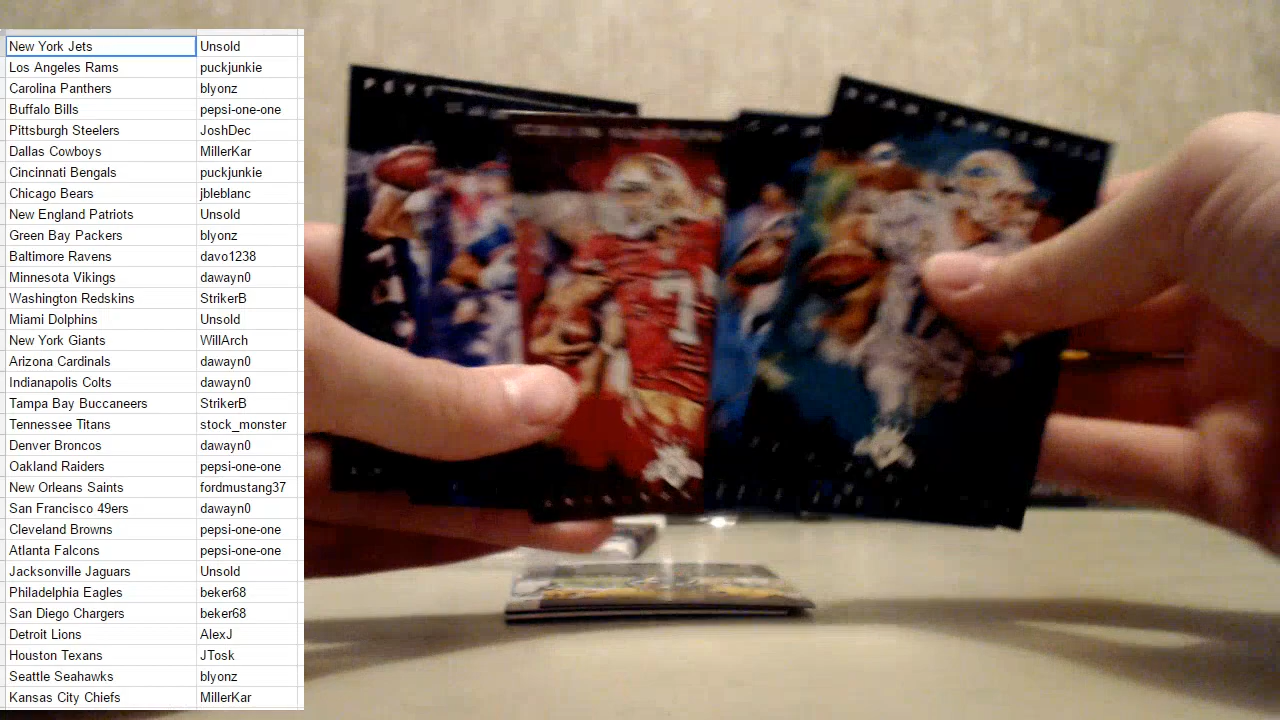 New York Jets Unsold
Los Angeles Rams puckjunkie
Carolina Panthers blyonz
Buffalo Bills pepsi-one-one
Pittsburgh Steelers JoshDec
Dallas Cowboys MillerKar
Cincinnati Bengals puckjunkie
Chicago Bears jbleblanc
New England Patriots Unsold
Green Bay Packers blyonz
Baltimore Ravens davo1238
Minnesota Vikings dawayn0
Washington Redskins StrikerB
Miami Dolphins Unsold
New York Giants WillArch
Arizona Cardinals dawayn0
Indianapolis Colts dawayn0
Tampa Bay Buccaneers StrikerB
Tennessee Titans stock_monster
Denver Broncos dawayn0
Oakland Raiders pepsi-one-one
New Orleans Saints fordmustang37
San Francisco 49ers dawayn0
Cleveland Browns pepsi-one-one
Atlanta Falcons pepsi-one-one
Jacksonville Jaguars Unsold
Philadelphia Eagles beker68
San Diego Chargers beker68
Detroit Lions AlexJ
Houston Texans JTosk
Seattle Seahawks blyonz
Kansas City Chiefs MillerKar
PEYT
RYAN TANNEHILL
7